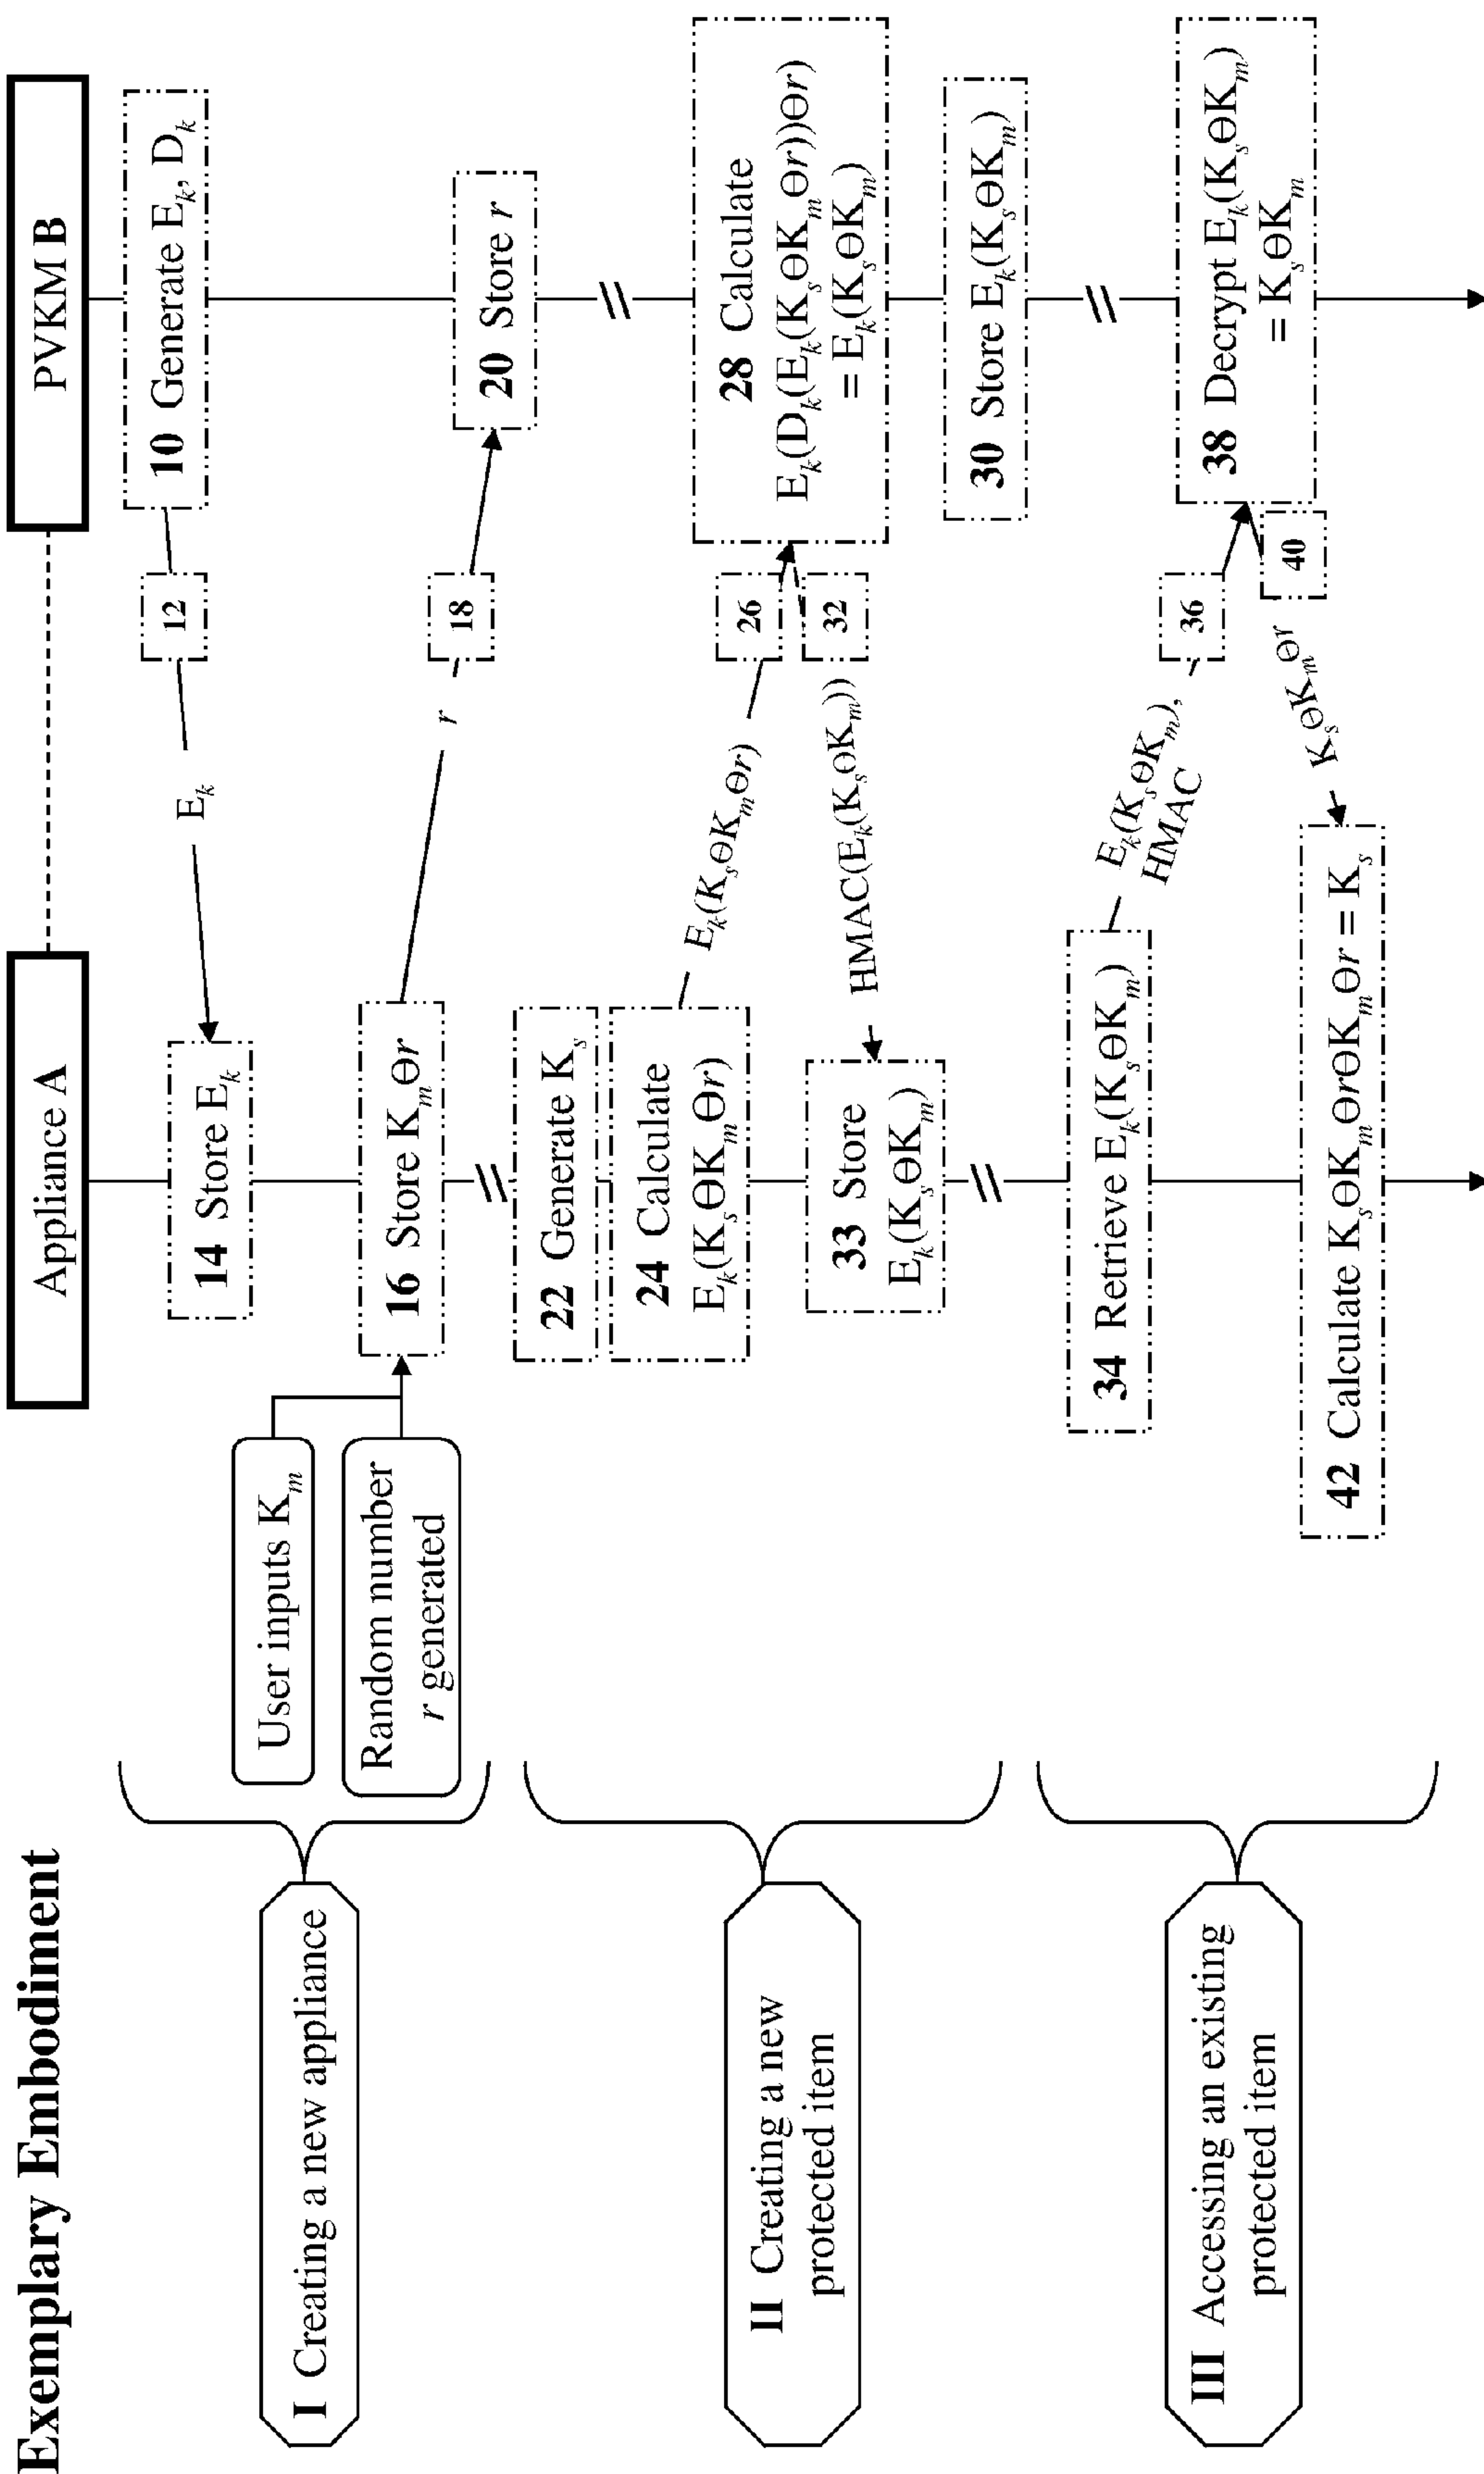 Exemplary Embodiment
Appliance A
PVKM B
I Creating a new appliance
User inputs Kₘ
Random number
r generated
10 Generate Eₖ, Dₖ
12
Eₖ
14 Store Eₖ
16 Store KₘΘr
r
18
20 Store r
II Creating a new
protected item
22 Generate Kₛ
24 Calculate
Eₖ(KₛΘKₘΘr)
Eₖ(KₛΘKₘΘr)
26
28 Calculate
Eₖ(Dₖ(Eₖ(KₛΘKₘΘr))Θr)
= Eₖ(KₛΘKₘ)
30 Store Eₖ(KₛΘKₘ)
32
HMAC(Eₖ(KₛΘKₘ))
33 Store
Eₖ(KₛΘKₘ)
III Accessing an existing
protected item
34 Retrieve Eₖ(KₛΘKₘ)
Eₖ(KₛΘKₘ),
HMAC
36
38 Decrypt Eₖ(KₛΘKₘ)
= KₛΘKₘ
40
KₛΘKₘΘr
42 Calculate KₛΘKₘΘrΘKₘΘr = Kₛ